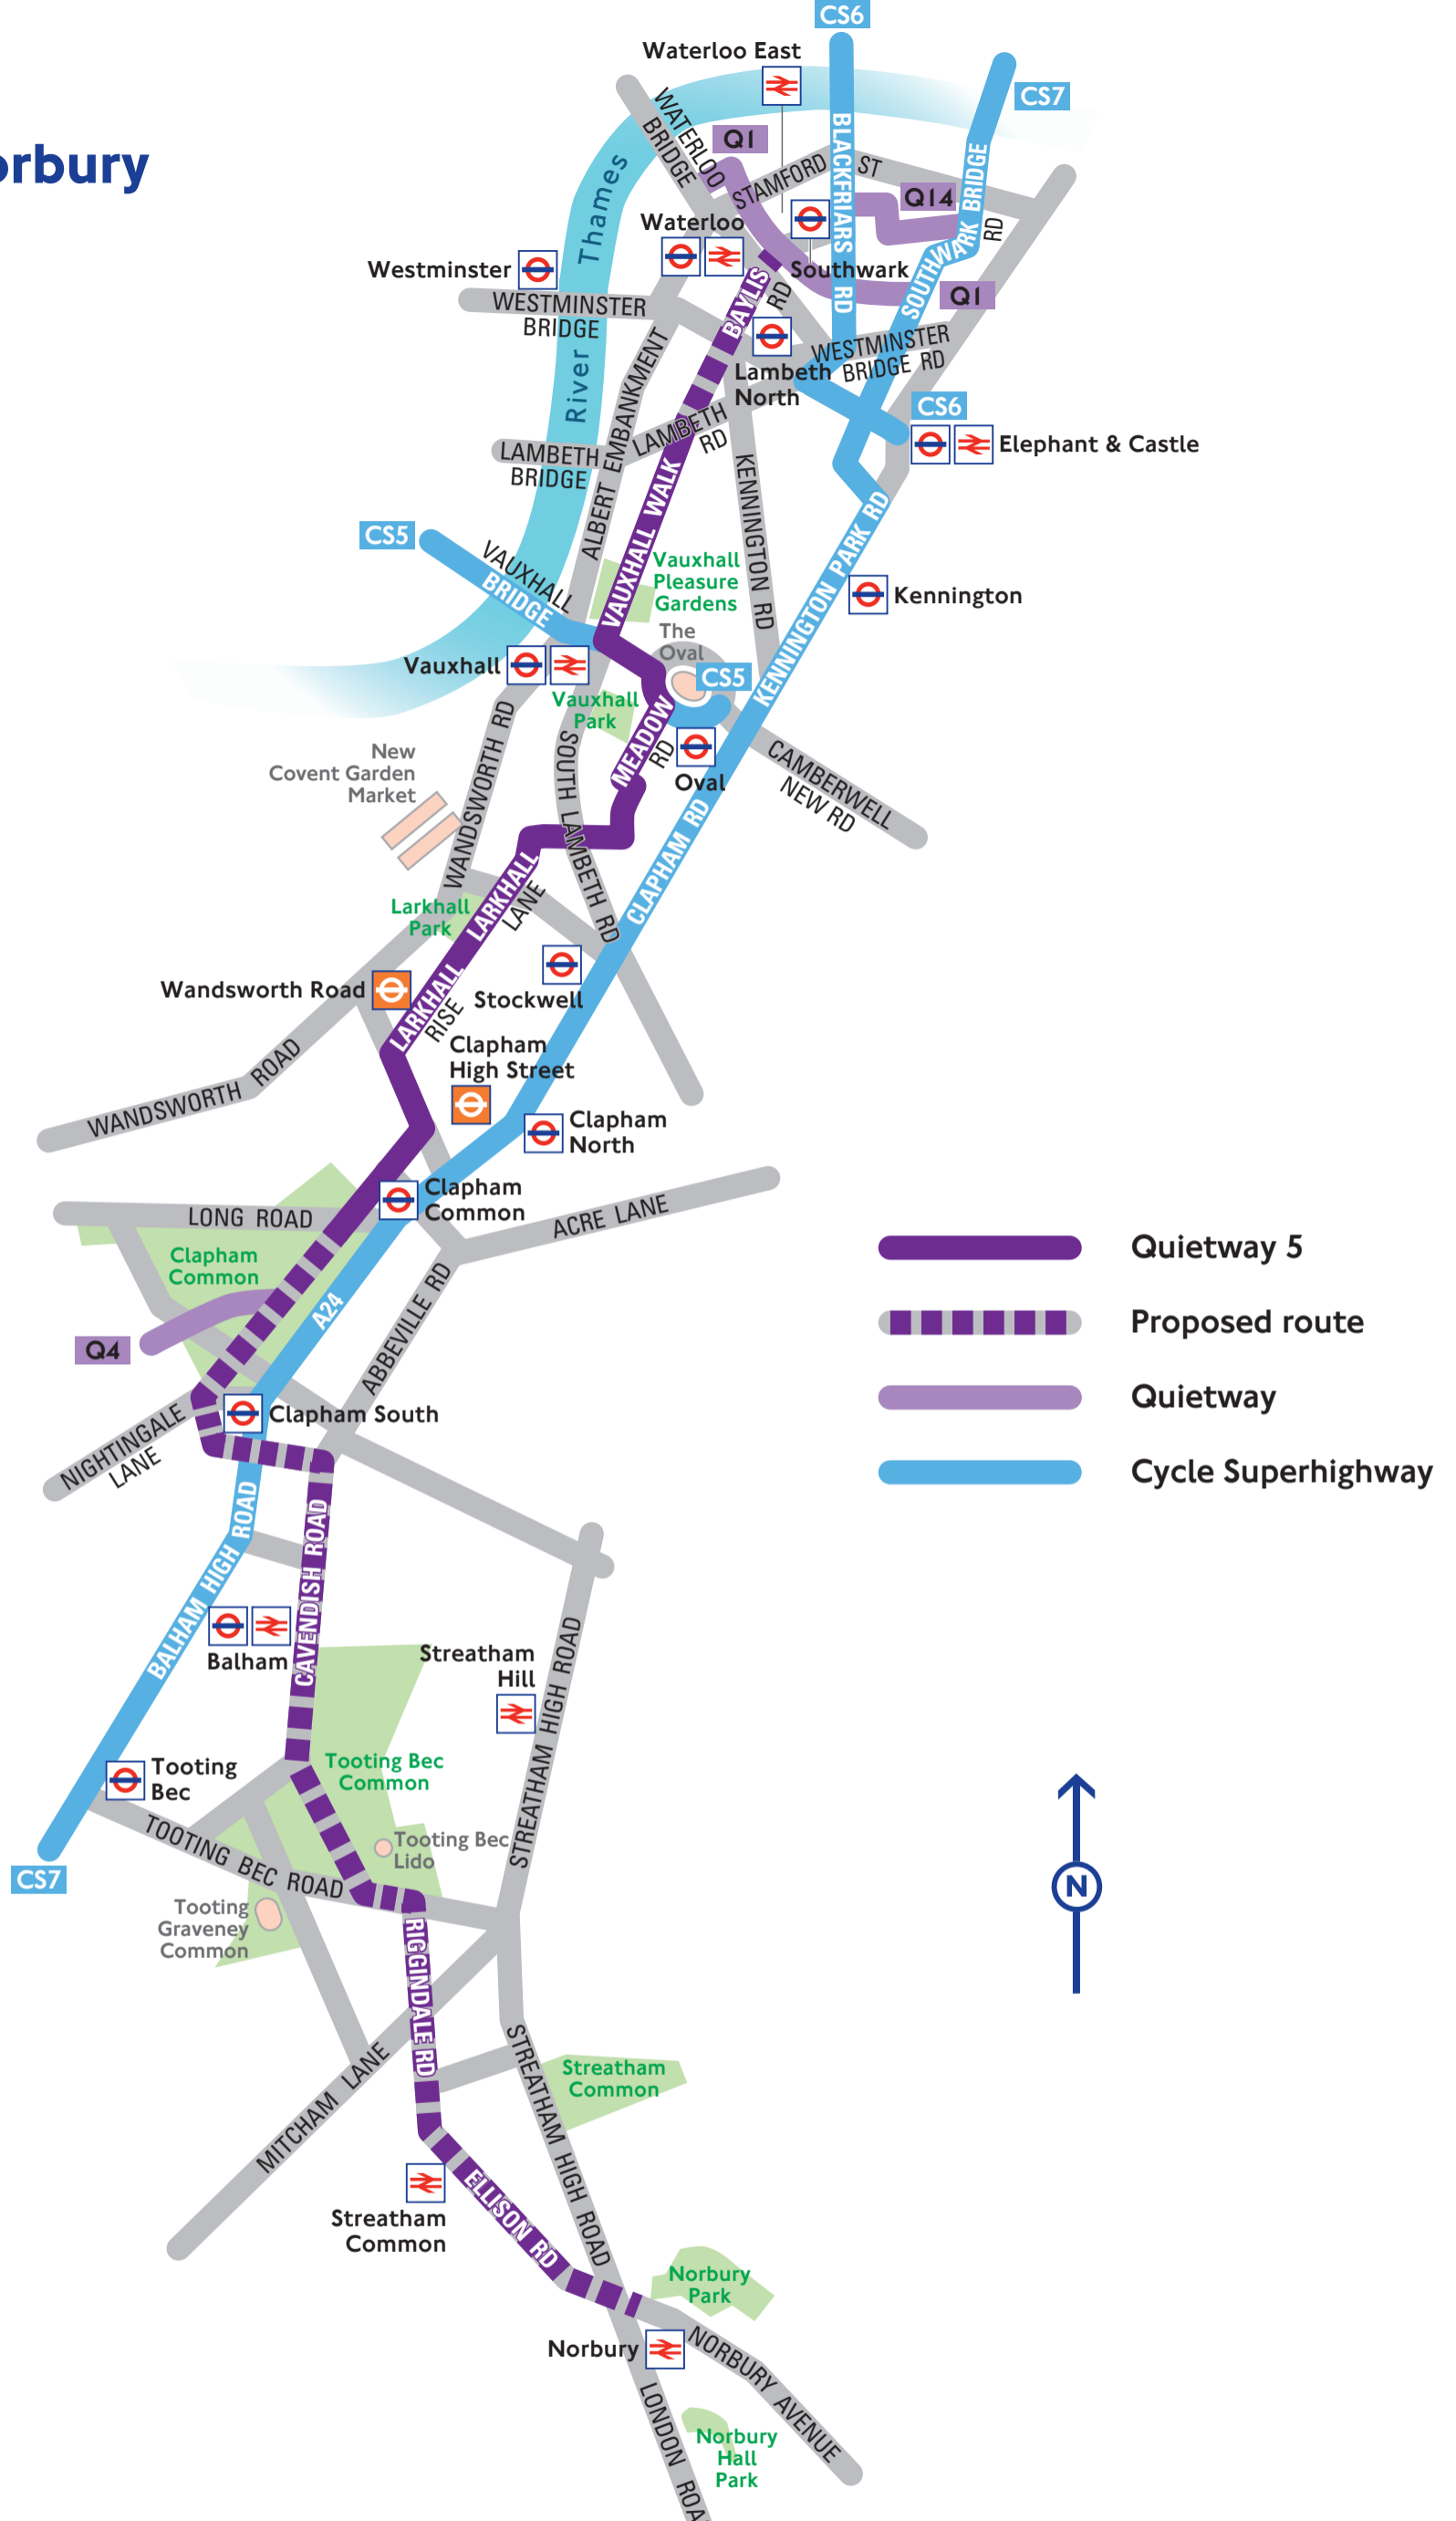 CS6
Waterloo East
CS7
orbury
WATERLOO
BRIDGE
Q1
BLACKFRIARS RD
STAMFORD ST
Q14
SOUTHWARK BRIDGE
RD
River Thames
Waterloo
Westminster
Southwark
WESTMINSTER
BRIDGE
BAYLIS
RD
Q1
WESTMINSTER
BRIDGE RD
Lambeth
North
ALBERT EMBANKMENT
LAMBETH
RD
CS6
Elephant & Castle
LAMBETH
BRIDGE
KENNINGTON RD
VAUXHALL WALK
KENNINGTON PARK RD
CS5
VAUXHALL
BRIDGE
Vauxhall
Pleasure
Gardens
Kennington
The
Oval
Vauxhall
CS5
Vauxhall
Park
MEADOW
RD
Oval
New
Covent Garden
Market
WANDSWORTH RD
SOUTH LAMBETH RD
CAMBERWELL
NEW RD
CLAPHAM RD
LARKHALL
LANE
Larkhall
Park
Wandsworth Road
Stockwell
LARKHALL
RISE
Clapham
High Street
WANDSWORTH ROAD
Clapham
North
Clapham
Common
LONG ROAD
ACRE LANE
Clapham
Common
A24
ABBEVILLE RD
Q4
Clapham South
NIGHTINGALE
LANE
Quietway 5
Proposed route
Quietway
Cycle Superhighway
BALHAM HIGH ROAD
CAVENDISH ROAD
Balham
Streatham
Hill
STREATHAM HIGH ROAD
Tooting
Bec
Tooting Bec
Common
TOOTING BEC ROAD
Tooting Bec
Lido
CS7
N
Tooting
Graveney
Common
RIGGINDALE RD
MITCHAM LANE
STREATHAM HIGH ROAD
Streatham
Common
Streatham
Common
ELLISON RD
Norbury
Park
Norbury
NORBURY AVENUE
LONDON ROA
Norbury
Hall
Park